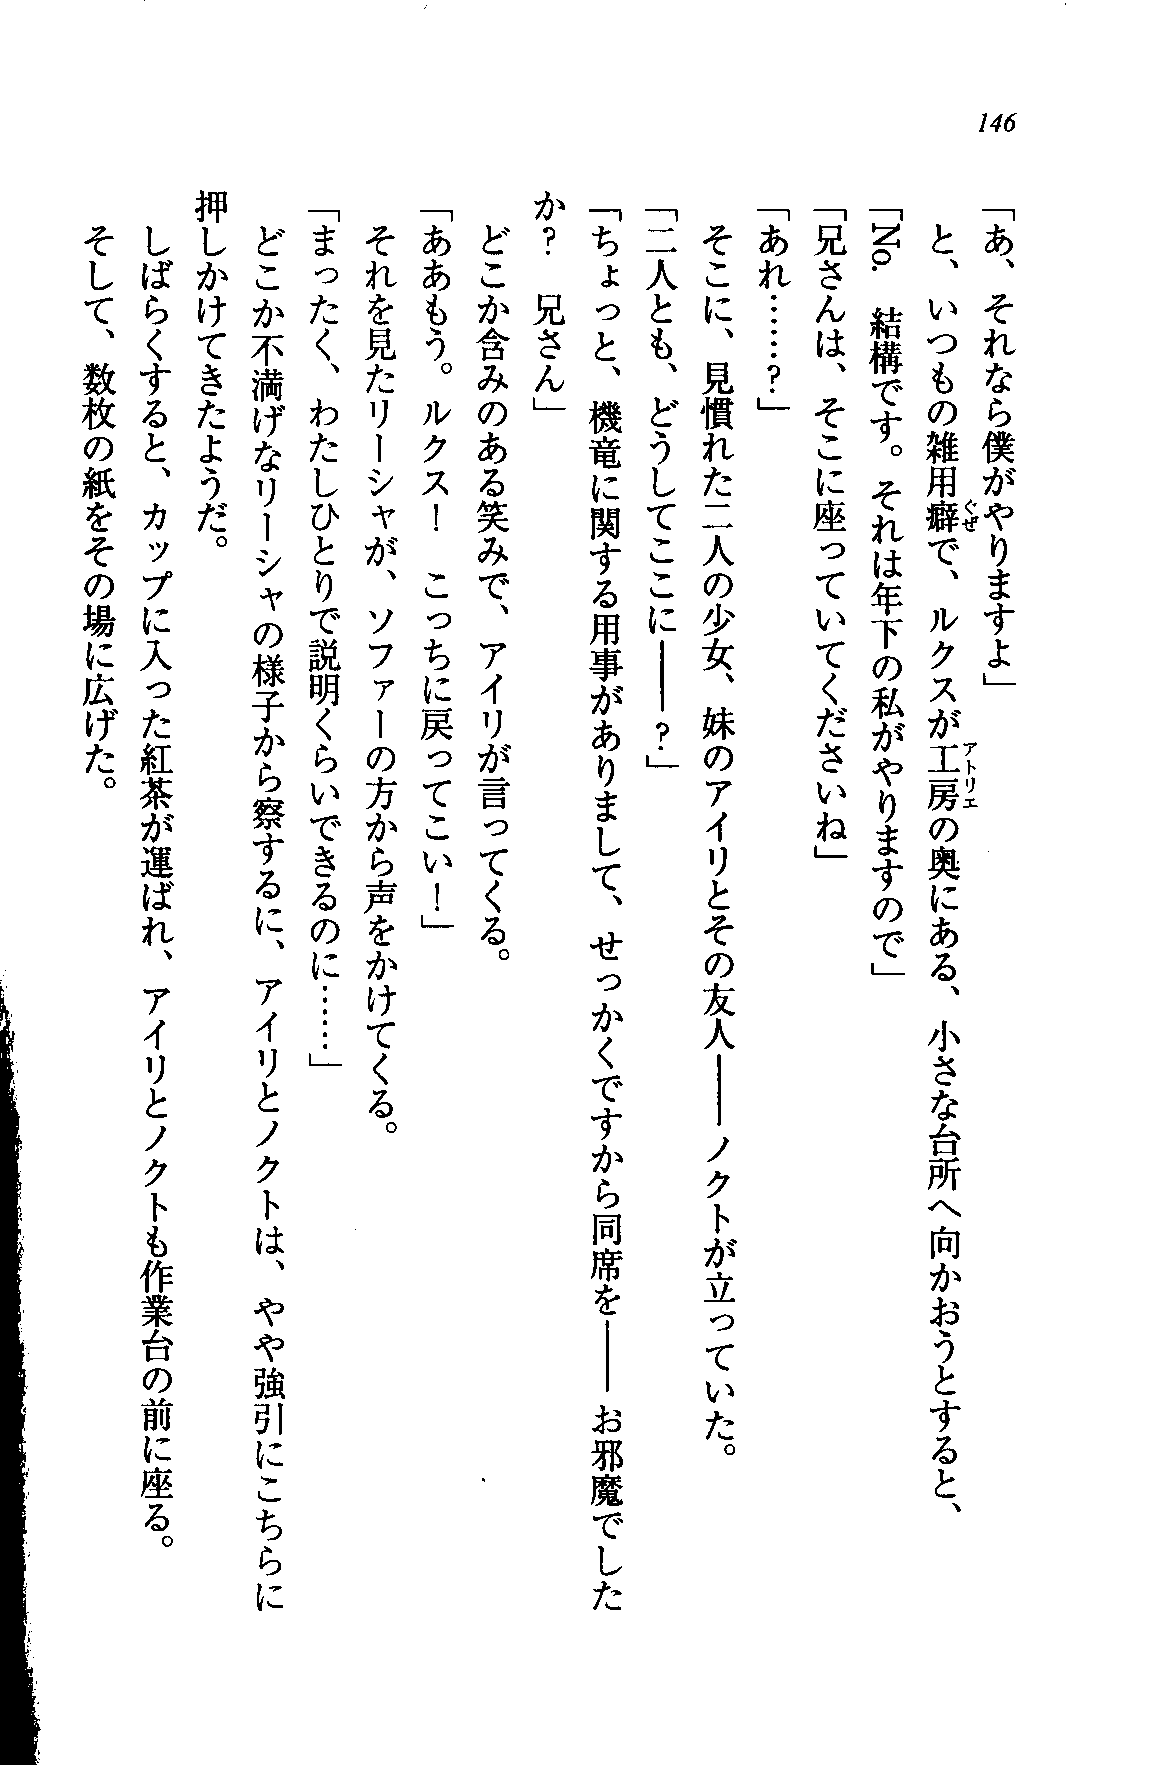 146
「あ、それなら僕がやりますよ」
と、いつもの雑用癖で、ルクスが工房の奥にある、小さな台所へ向かおうとすると、
「No.　結構です。それは年下の私がやりますので」
「兄さんは、そこに座っていてくださいね」
「あれ……？」
そこに、見慣れた二人の少女、妹のアイリとその友人――ノクトが立っていた。
「二人とも、どうしてここに――？」
「ちょっと、機竜に関する用事がありまして、せっかくですから同席を――お邪魔でした
か？　兄さん」
どこか含みのある笑みで、アイリが言ってくる。
「ああもう。ルクス！　こっちに戻ってこい！」
それを見たリーシャが、ソファーの方から声をかけてくる。
「まったく、わたしひとりで説明くらいできるのに……」
どこか不満げなリーシャの様子から察するに、アイリとノクトは、やや強引にこちらに
押しかけてきたようだ。
しばらくすると、カップに入った紅茶が運ばれ、アイリとノクトも作業台の前に座る。
そして、数枚の紙をその場に広げた。
ぐぜ
アトリエ